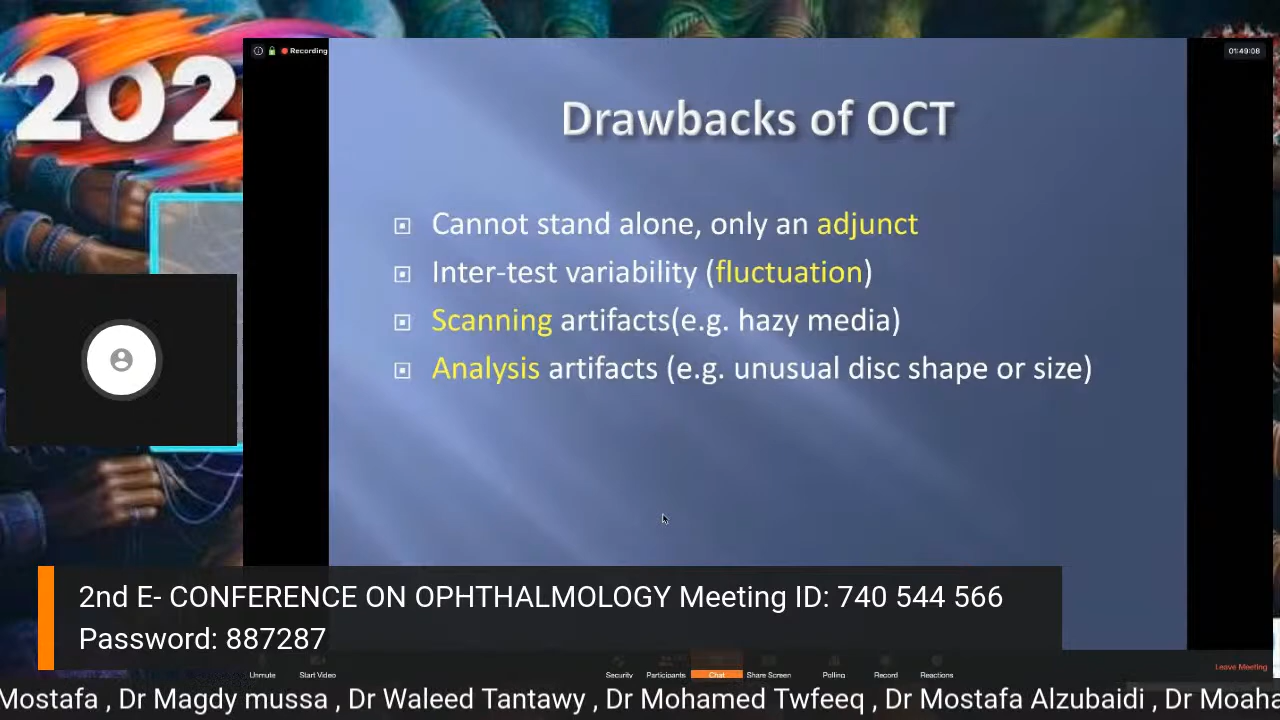 202
Recording
01:49:08
Drawbacks of OCT
Cannot stand alone, only an adjunct
Inter-test variability (fluctuation)
Scanning artifacts(e.g. hazy media)
Analysis artifacts (e.g. unusual disc shape or size)
2nd E- CONFERENCE ON OPHTHALMOLOGY Meeting ID: 740 544 566
Password: 887287
Unmute Start Video Security Participants Chat Share Screen Polling Record Reactions Leave Meeting
Mostafa , Dr Magdy mussa , Dr Waleed Tantawy , Dr Mohamed Twfeeq , Dr Mostafa Alzubaidi , Dr Moaha